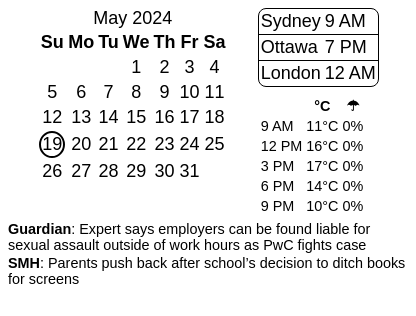 May 2024
Su Mo Tu We Th Fr Sa
1 2 3 4
5 6 7 8 9 10 11
12 13 14 15 16 17 18
19 20 21 22 23 24 25
26 27 28 29 30 31
Sydney 9 AM
Ottawa 7 PM
London 12 AM
°C ☂
9 AM 11°C 0%
12 PM 16°C 0%
3 PM 17°C 0%
6 PM 14°C 0%
9 PM 10°C 0%
Guardian: Expert says employers can be found liable for
sexual assault outside of work hours as PwC fights case
SMH: Parents push back after school’s decision to ditch books
for screens